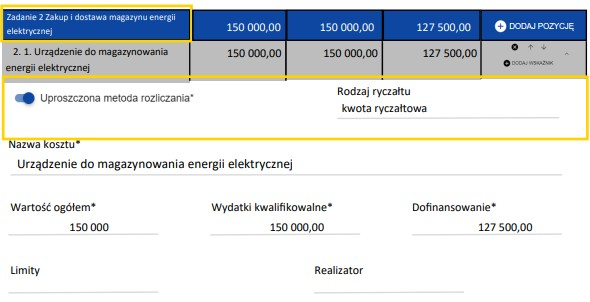 Zadanie 2 Zakup i dostawa magazynu energii
elektrycznej
150 000,00 150 000,00 127 500,00 DODAJ POZYCJĘ
2. 1. Urządzenie do magazynowania
energii elektrycznej
150 000,00 150 000,00 127 500,00
DODAJ WSKAŹNIK
Uproszczona metoda rozliczania*
Rodzaj ryczałtu
kwota ryczałtowa
Nazwa kosztu*
Urządzenie do magazynowania energii elektrycznej
Wartość ogółem* Wydatki kwalifikowalne* Dofinansowanie*
150 000 150 000,00 127 500,00
Limity Realizator